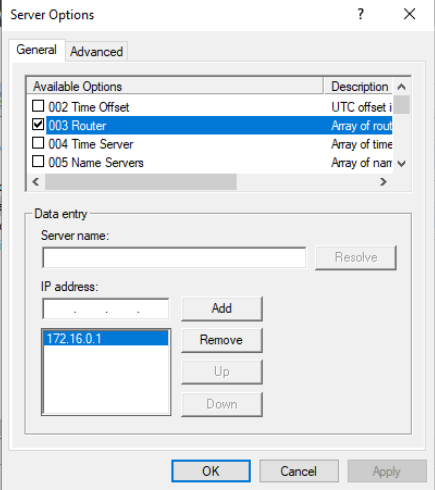 Server Options ? ×
General Advanced
Available Options Description
002 Time Offset UTC offset i
003 Router Array of rout
004 Time Server Array of time
005 Name Servers Array of nam
Data entry
Server name:
Resolve
IP address:
. . . Add
172.16.0.1 Remove
Up
Down
OK Cancel Apply